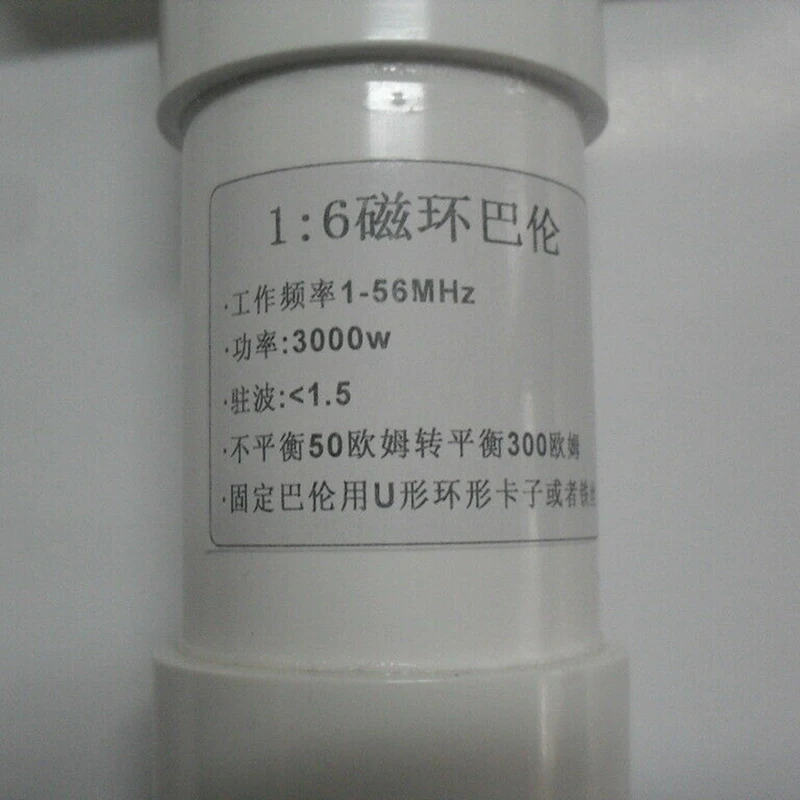 1:6磁环巴伦
·工作频率1-56MHz
·功率:3000w
·驻波:<1.5
·不平衡50欧姆转平衡300欧姆
·固定巴伦用U形环形卡子或者铁